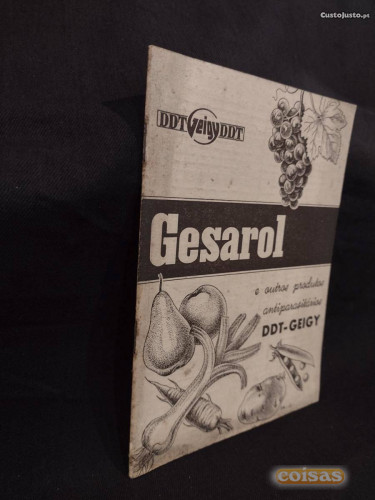 CustoJusto.pt
DDT Geigy DDT
Gesarol
e outros produtos
antiparasitários
DDT-GEIGY
coisas